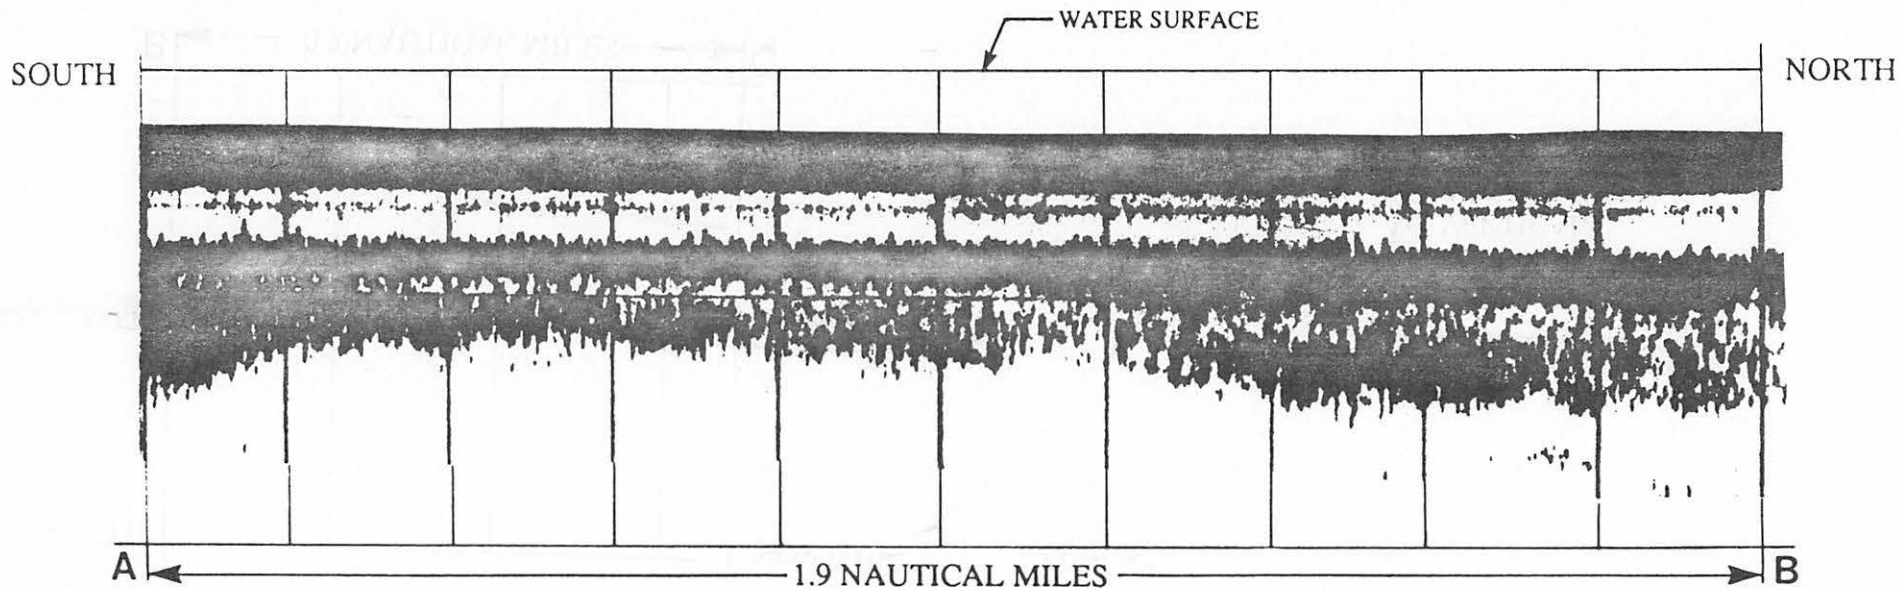 WATER SURFACE
SOUTH
NORTH
A
1.9 NAUTICAL MILES
B